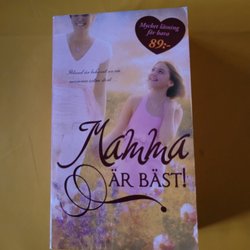 Mycket läsning
för bara
89:-
Mamma
ÄR BÄST!